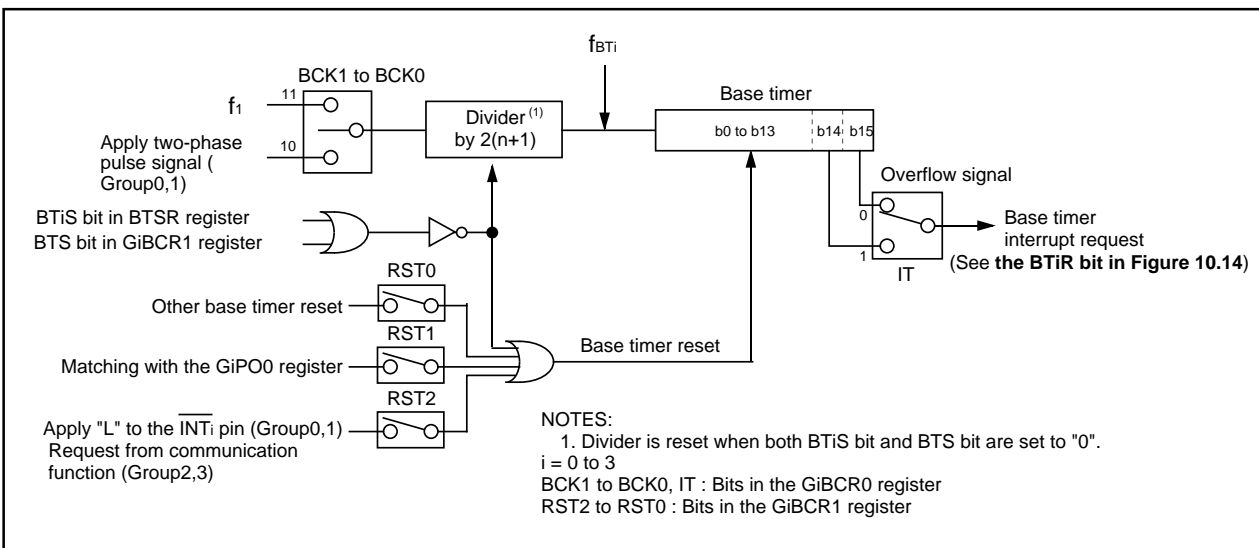 fBTi
BCK1 to BCK0
f1
11
Apply two-phase
pulse signal (
Group0,1)
10
Divider (1)
by 2(n+1)
Base timer
b0 to b13
b14
b15
Overflow signal
0
1
IT
Base timer
interrupt request
(See the BTiR bit in Figure 10.14)
BTiS bit in BTSR register
BTS bit in GiBCR1 register
RST0
Other base timer reset
RST1
Matching with the GiPO0 register
RST2
Apply "L" to the INTi pin (Group0,1)
Request from communication
function (Group2,3)
Base timer reset
NOTES:
1. Divider is reset when both BTiS bit and BTS bit are set to "0".
i = 0 to 3
BCK1 to BCK0, IT : Bits in the GiBCR0 register
RST2 to RST0 : Bits in the GiBCR1 register